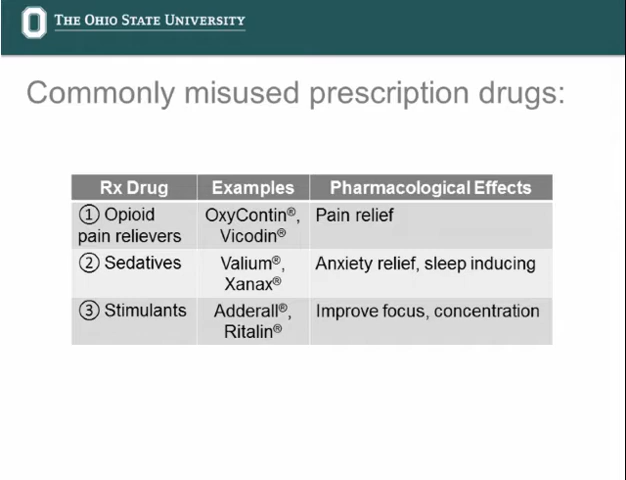 THE OHIO STATE UNIVERSITY
Commonly misused prescription drugs:
Rx Drug Examples Pharmacological Effects
① Opioid pain relievers OxyContin®, Vicodin® Pain relief
② Sedatives Valium®, Xanax® Anxiety relief, sleep inducing
③ Stimulants Adderall®, Ritalin® Improve focus, concentration